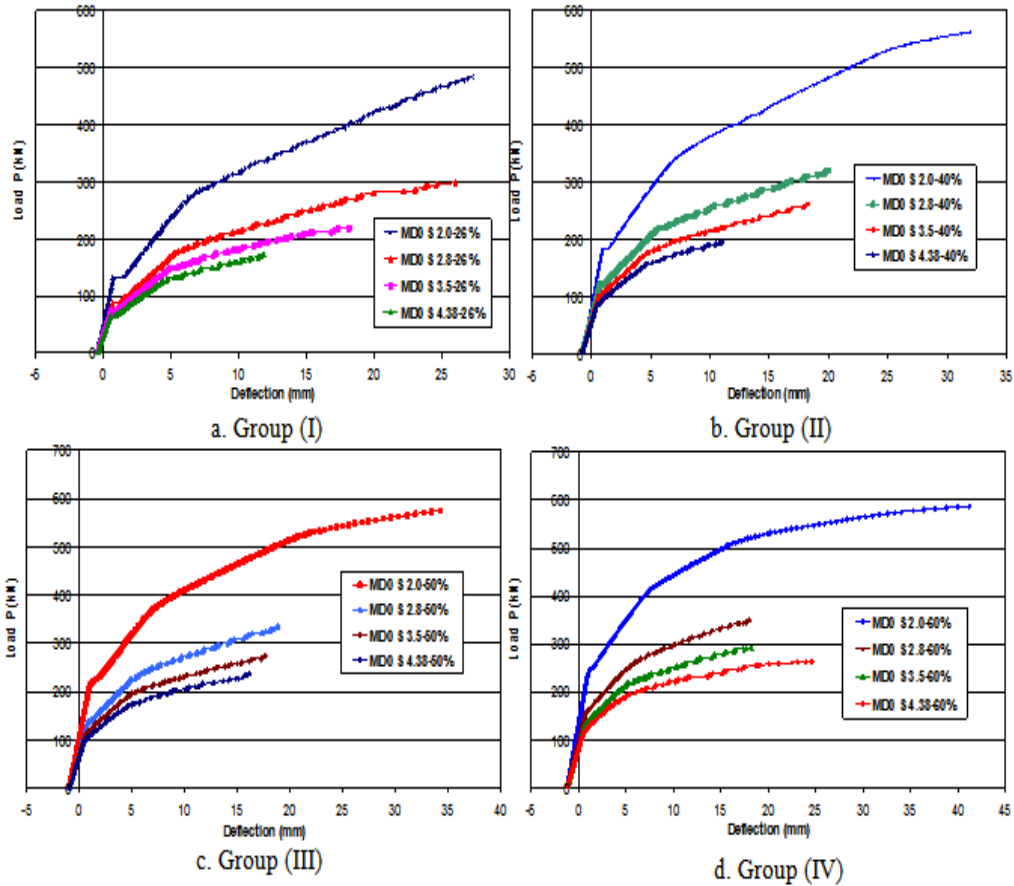 600
500
400
300
200
100
0
Load P (kN)
-5 0 5 10 15 20 25 30
Deflection (mm)
MD0 S 2.0-26%
MD0 S 2.8-26%
MD0 S 3.5-26%
MD0 S 4.38-26%
a. Group (I)
600
500
400
300
200
100
0
Load P (kN)
-5 0 5 10 15 20 25 30 35
Deflection (mm)
MD0 S 2.0-40%
MD0 S 2.8-40%
MD0 S 3.5-40%
MD0 S 4.38-40%
b. Group (II)
700
600
500
400
300
200
100
0
Load P (kN)
-5 0 5 10 15 20 25 30 35 40
Deflection (mm)
MD0 S 2.0-50%
MD0 S 2.8-50%
MD0 S 3.5-50%
MD0 S 4.38-50%
c. Group (III)
700
600
500
400
300
200
100
0
Load P (kN)
-5 0 5 10 15 20 25 30 35 40 45
Deflection (mm)
MD0 S 2.0-60%
MD0 S 2.8-60%
MD0 S 3.5-60%
MD0 S 4.38-60%
d. Group (IV)